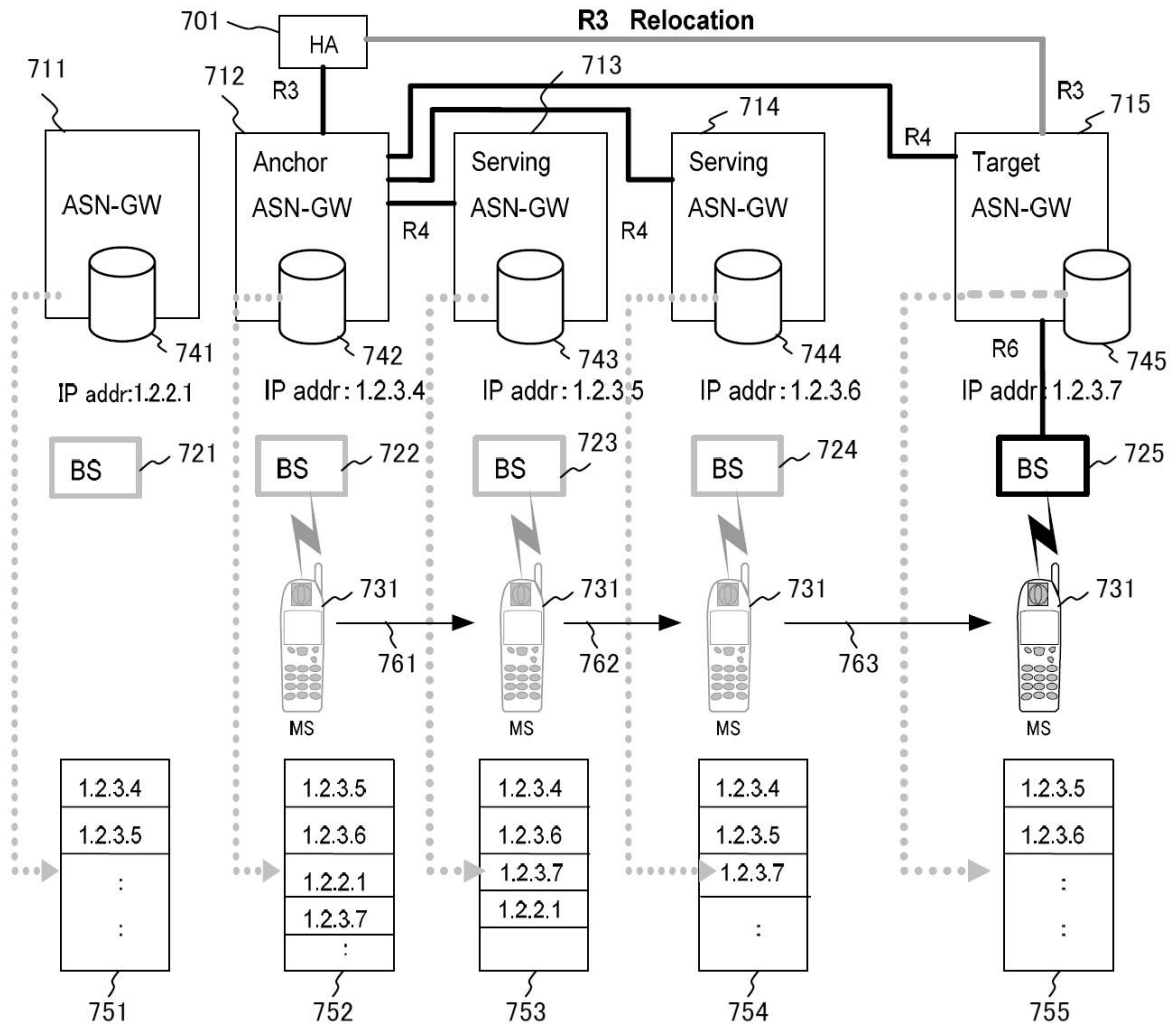 R3 Relocation
701
HA
711
R3
712
713
714
R3
715
R4
ASN-GW
Anchor
ASN-GW
Serving
ASN-GW
Serving
ASN-GW
Target
ASN-GW
R4
R4
741
742
743
744
745
R6
IP addr:1.2.2.1
IP addr: 1.2.3.4
IP addr: 1.2.3.5
IP addr: 1.2.3.6
IP addr: 1.2.3.7
BS
721
BS
722
BS
723
BS
724
BS
725
731
731
731
731
761
762
763
MS
MS
MS
MS
1.2.3.4
1.2.3.5
:
:
1.2.3.5
1.2.3.6
1.2.2.1
1.2.3.7
:
1.2.3.4
1.2.3.6
1.2.3.7
1.2.2.1
1.2.3.4
1.2.3.5
1.2.3.7
:
1.2.3.5
1.2.3.6
:
:
751
752
753
754
755